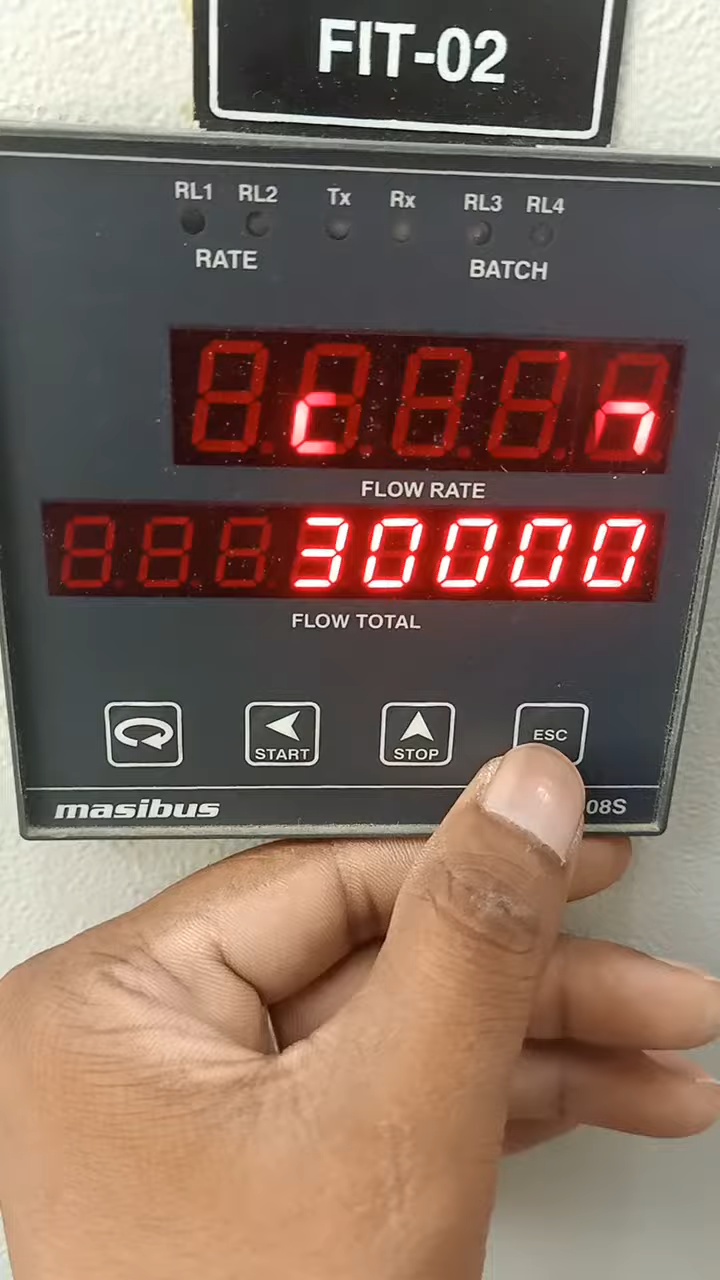 FIT-02
RL1 RL2 Tx Rx RL3 RL4
RATE BATCH
c n
FLOW RATE
30000
FLOW TOTAL
START STOP ESC
masibus 08S